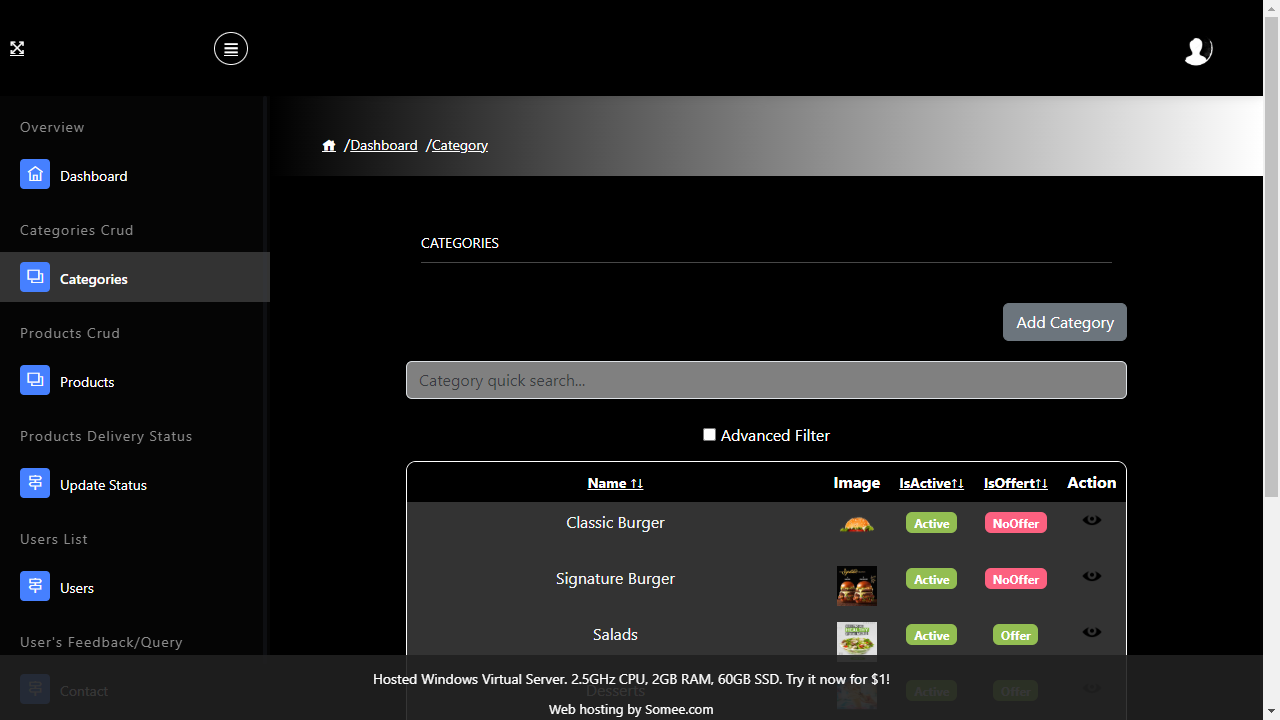 /Dashboard /Category
Overview
Dashboard
Categories Crud
Categories
Products Crud
Products
Products Delivery Status
Update Status
Users List
Users
User's Feedback/Query
Contact
CATEGORIES
Add Category
Category quick search...
Advanced Filter
Name ↑↓ Image IsActive↑↓ IsOffert↑↓ Action
Classic Burger Active NoOffer
Signature Burger Active NoOffer
Salads Active Offer
Desserts Active Offer
Hosted Windows Virtual Server. 2.5GHz CPU, 2GB RAM, 60GB SSD. Try it now for $1!
Web hosting by Somee.com